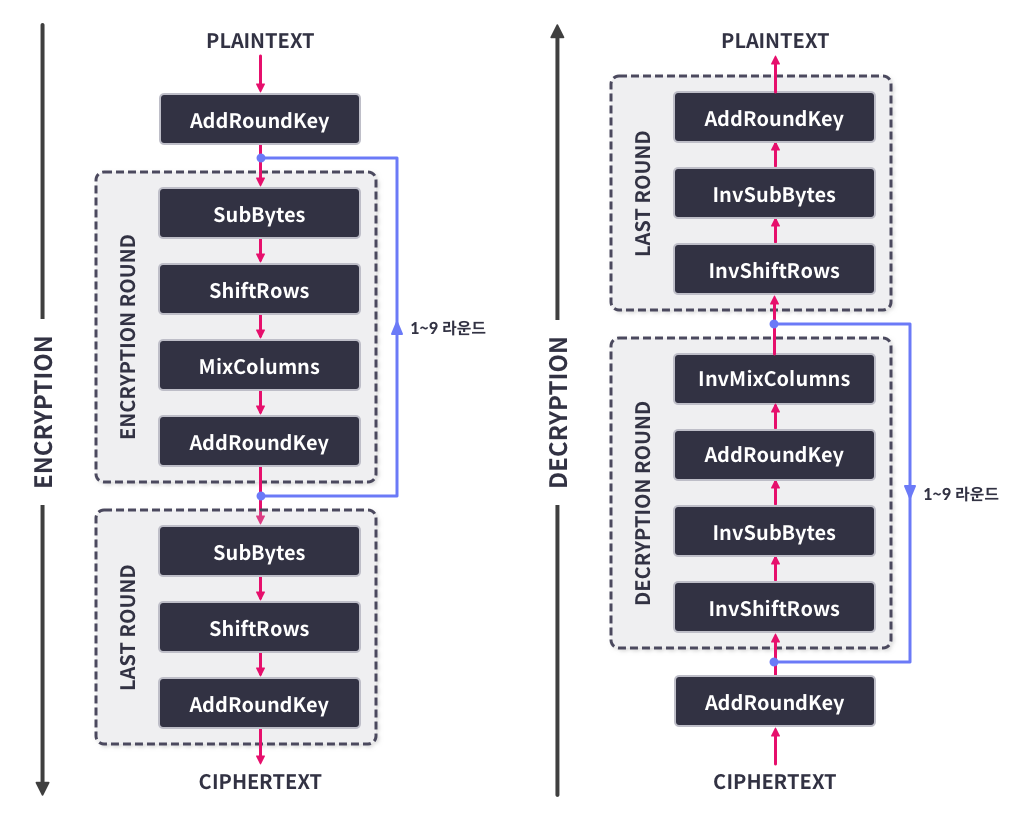 ENCRYPTION
PLAINTEXT
AddRoundKey
ENCRYPTION ROUND
SubBytes
ShiftRows
MixColumns
AddRoundKey
1~9 라운드
LAST ROUND
SubBytes
ShiftRows
AddRoundKey
CIPHERTEXT
DECRYPTION
PLAINTEXT
LAST ROUND
AddRoundKey
InvSubBytes
InvShiftRows
DECRYPTION ROUND
InvMixColumns
AddRoundKey
InvSubBytes
InvShiftRows
1~9 라운드
AddRoundKey
CIPHERTEXT